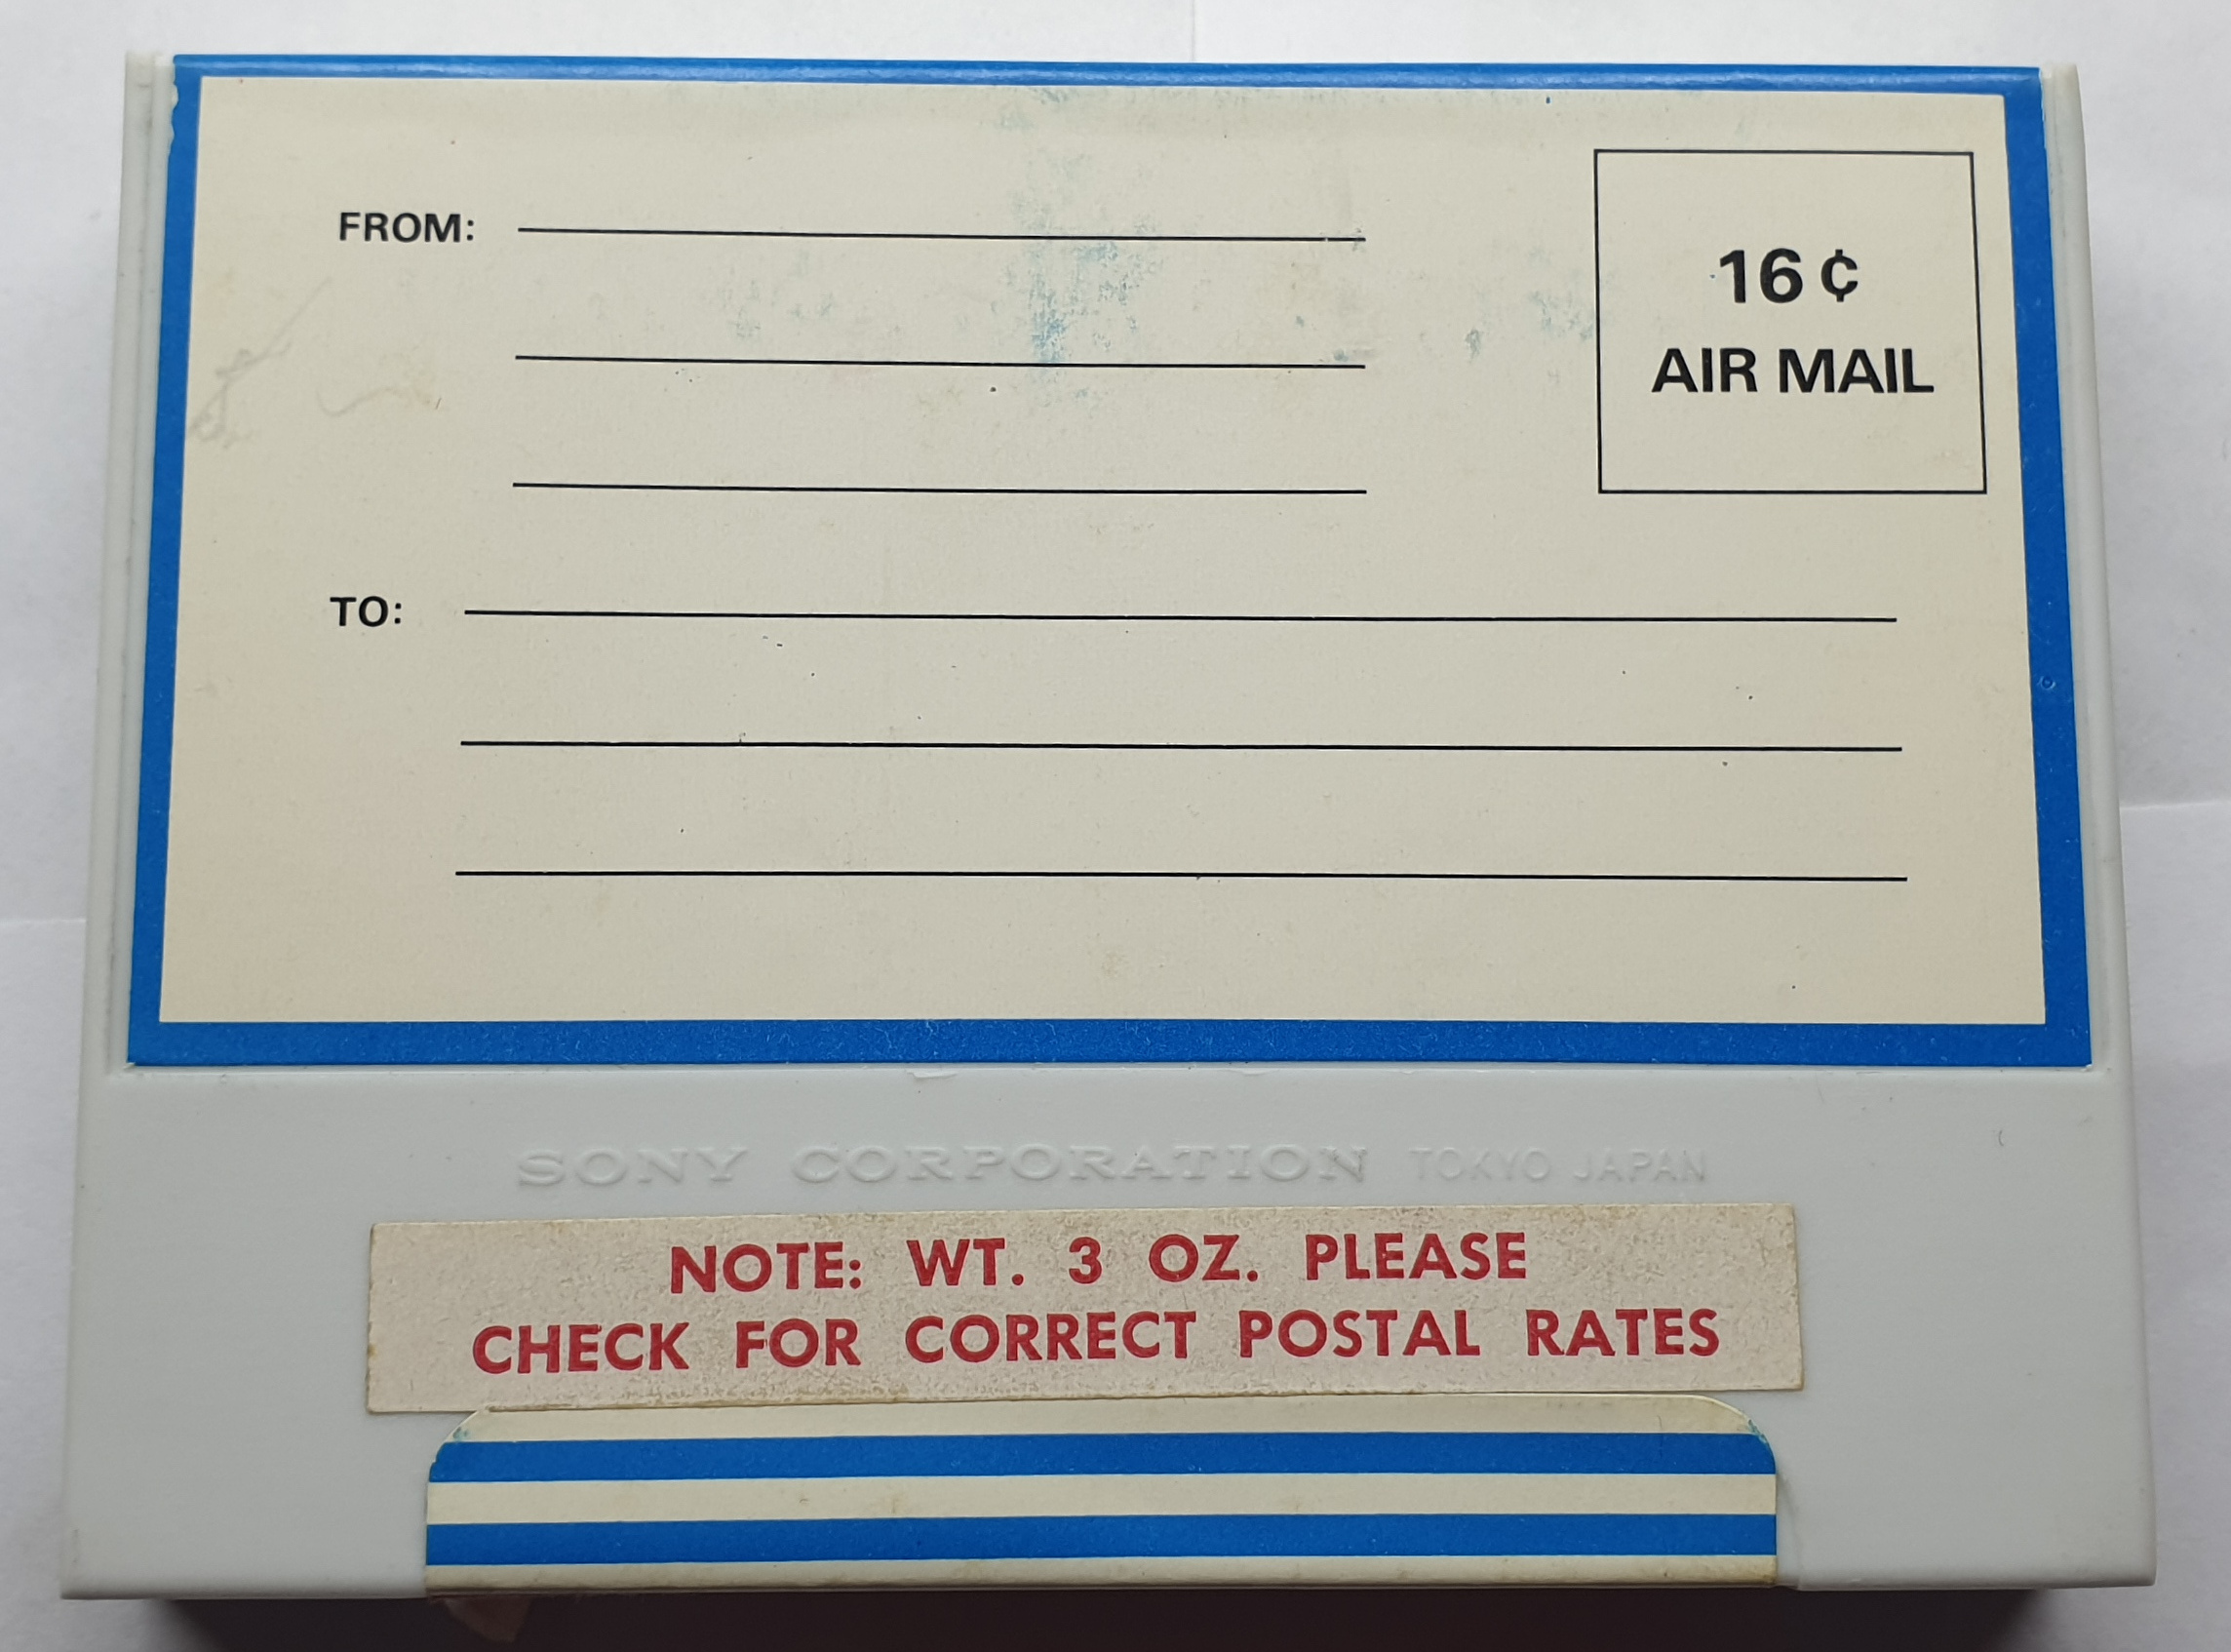 FROM:
16¢
AIR MAIL
TO:
SONY CORPORATION TOKYO JAPAN
NOTE: WT. 3 OZ. PLEASE
CHECK FOR CORRECT POSTAL RATES